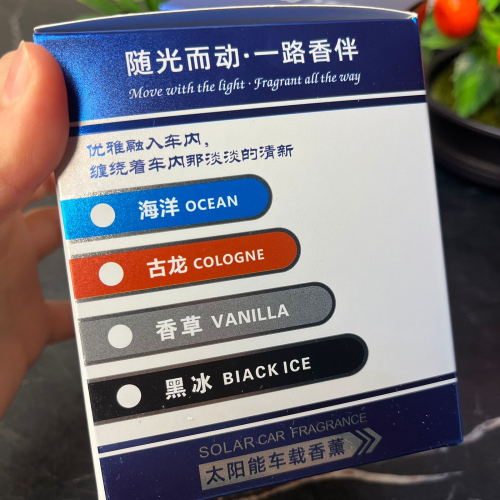 随光而动·一路香伴
Move with the light · Fragrant all the way
优雅融入车内,
缠绕着车内那淡淡的清新
海洋 OCEAN
古龙 COLOGNE
香草 VANILLA
黑冰 BIACK ICE
SOLAR CAR FRAGRANCE
太阳能车载香薰